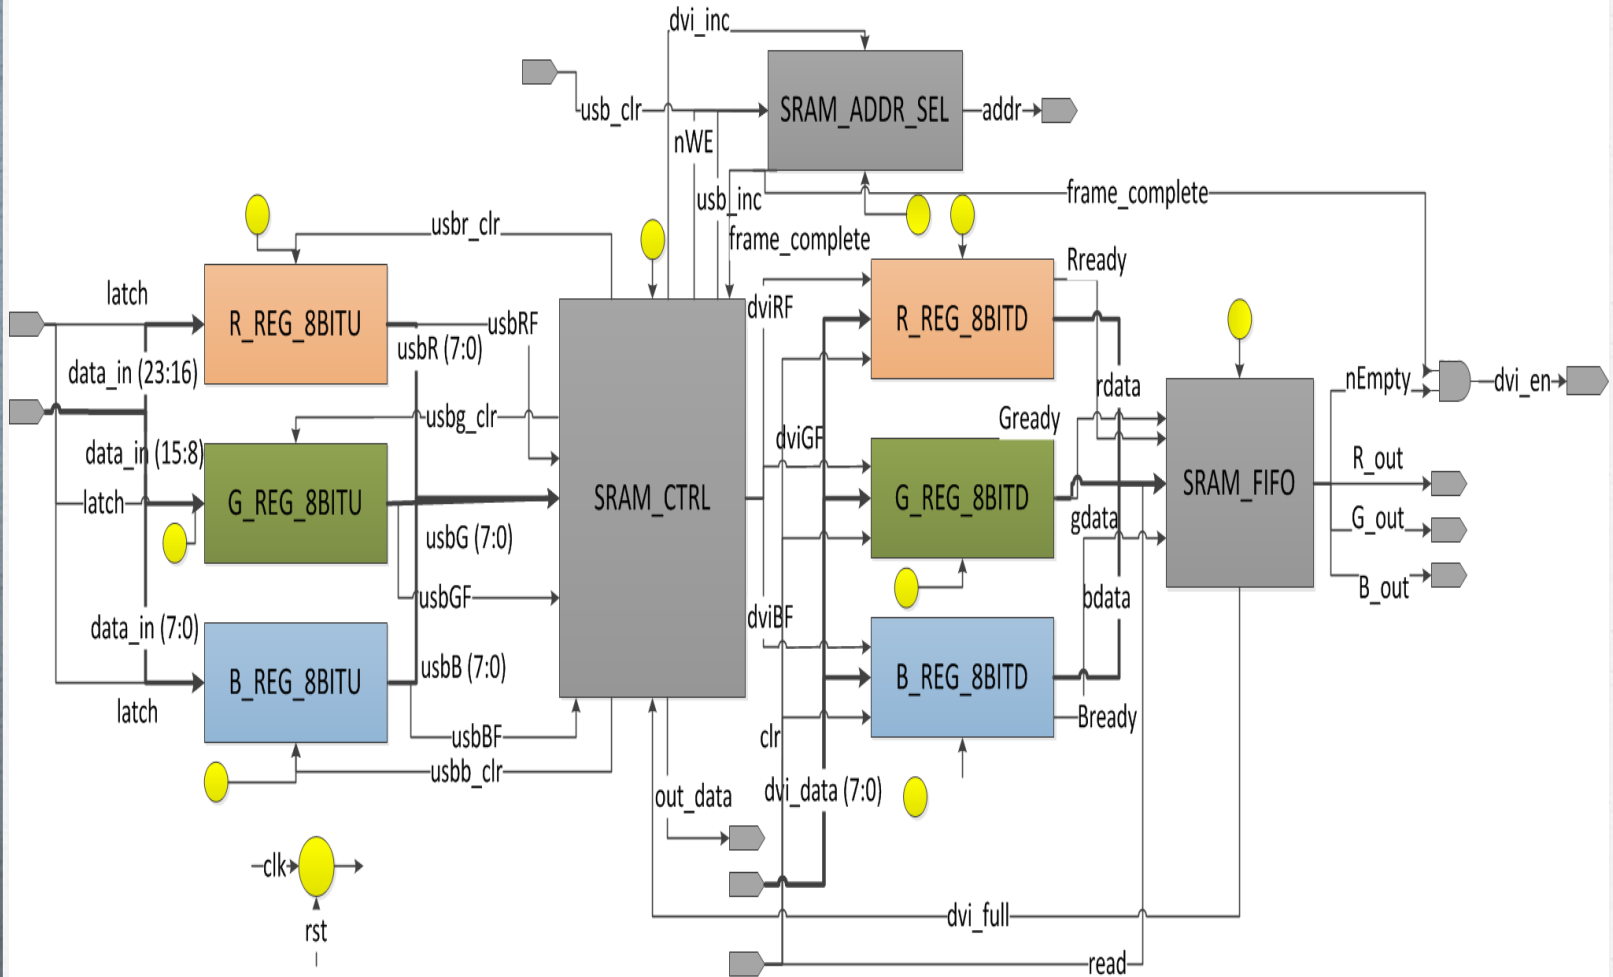 dvi_inc
usb_clr
SRAM_ADDR_SEL
addr
nWE
usb_inc
frame_complete
frame_complete
usbr_clr
Rready
latch
R_REG_8BITU
usbRF
usbR (7:0)
dviRF
R_REG_8BITD
data_in (23:16)
rdata
nEmpty
dvi_en
usbg_clr
Gready
dviGF
data_in (15:8)
R_out
latch
G_REG_8BITU
SRAM_CTRL
G_REG_8BITD
SRAM_FIFO
gdata
G_out
usbG (7:0)
usbGF
bdata
B_out
data_in (7:0)
dviBF
B_REG_8BITU
usbB (7:0)
B_REG_8BITD
latch
usbBF
clr
Bready
usbb_clr
out_data
dvi_data (7:0)
clk
rst
dvi_full
read